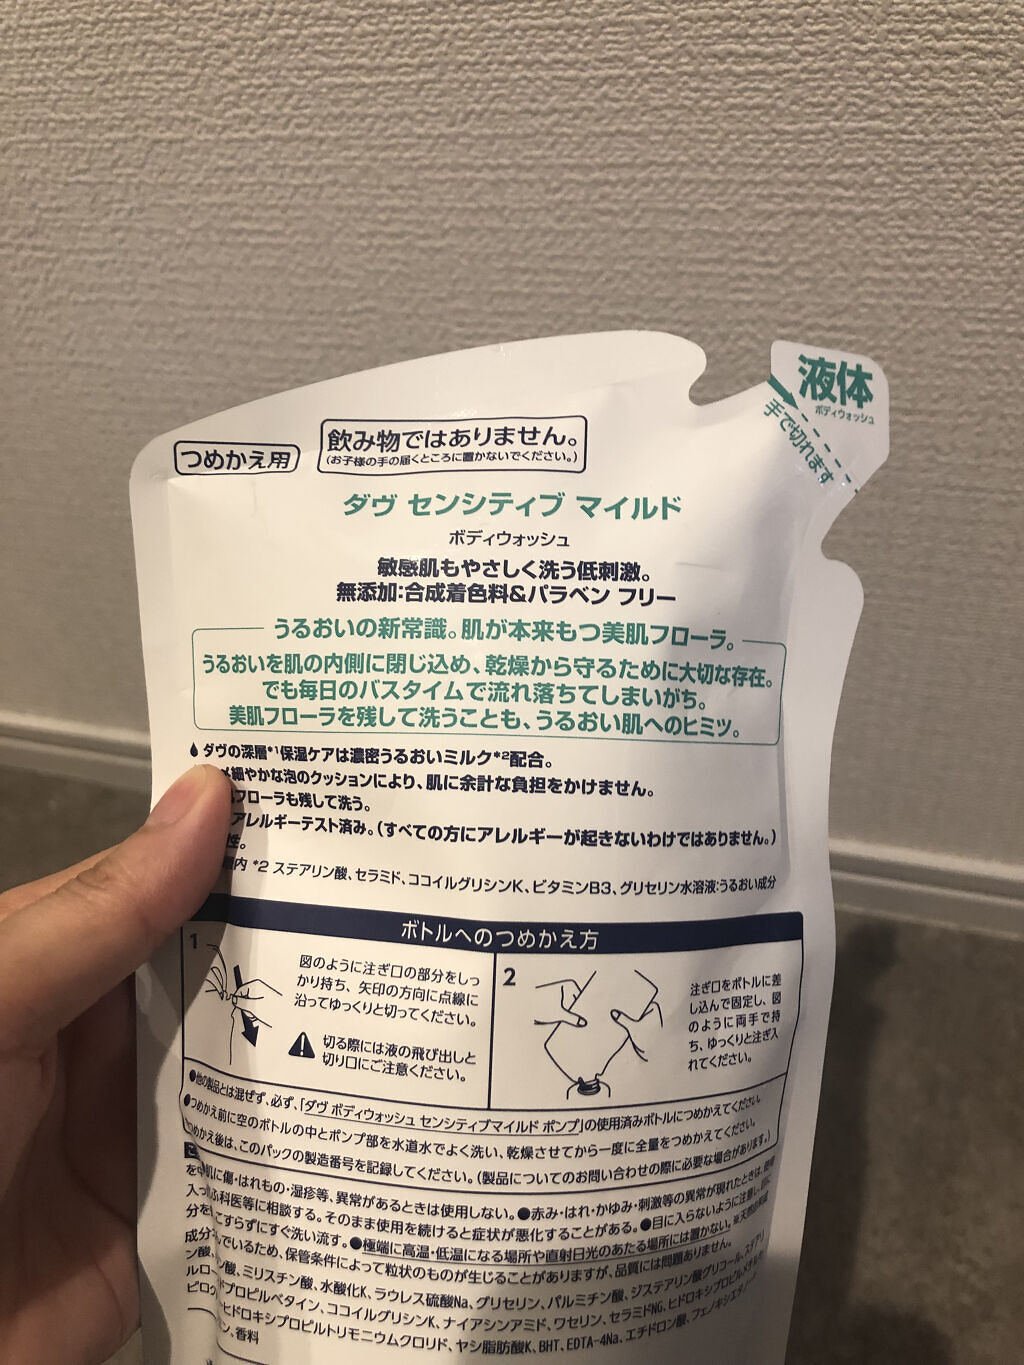 液体
ボディウォッシュ
手で切れます
つめかえ用
飲み物ではありません。
(お子様の手の届くところに置かないでください。)
ダヴ センシティブ マイルド
ボディウォッシュ
敏感肌もやさしく洗う低刺激。
無添加:合成着色料&パラベン フリー
うるおいの新常識。肌が本来もつ美肌フローラ。
うるおいを肌の内側に閉じ込め、乾燥から守るために大切な存在。
でも毎日のバスタイムで流れ落ちてしまいがち。
美肌フローラを残して洗うことも、うるおい肌へのヒミツ。
ダヴの深層*1保湿ケアは濃密うるおいミルク*2配合。
細やかな泡のクッションにより、肌に余計な負担をかけません。
フローラも残して洗う。
アレルギーテスト済み。(すべての方にアレルギーが起きないわけではありません。)
性。
内 *2 ステアリン酸、セラミド、ココイルグリシンK、ビタミンB3、グリセリン水溶液:うるおい成分
ボトルへのつめかえ方
1
図のように注ぎ口の部分をしっ
かり持ち、矢印の方向に点線に
沿ってゆっくりと切ってください。
切る際には液の飛び出しと
切り口にご注意ください。
2
注ぎ口をボトルに差
し込んで固定し、図
のように両手で持
ち、ゆっくりと注ぎ入
れてください。
●他の製品とは混ぜず、必ず、「ダヴ ボディウォッシュ センシティブマイルド ポンプ」の使用済みボトルにつめかえてください。
●つめかえ前に空のボトルの中とポンプ部を水道水でよく洗い、乾燥させてから一度に全量をつめかえてください。
つめかえ後は、このパックの製造番号を記録してください。(製品についてのお問い合わせの際に必要な場合があります。)
肌に傷・はれもの・湿疹等、異常があるときは使用しない。●赤み・はれ・かゆみ・刺激等の異常が現れたときは、使用
を中
ふ科医等に相談する。そのまま使用を続けると症状が悪化することがある。●目に入らないように注意し、
入っ
こすらずにすぐ洗い流す。●極端に高温・低温になる場所や直射日光のあたる場所には置かない。
分を
でいるため、保管条件によって粒状のものが生じることがありますが、品質には問題ありません。
成分
ン酸、
ン酸、ミリスチン酸、水酸化K、ラウレス硫酸Na、グリセリン、パルミチン酸、ジステアリン酸グリコール、ステアリ
ルロ
ドプロピルベタイン、ココイルグリシンK、ナイアシンアミド、ワセリン、セラミドNG、ヒドロキシプロピル
ピロ
ヒドロキシプロピルトリモニウムクロリド、ヤシ脂肪酸K、BHT、EDTA-4Na、エチドロン酸、フェノキシエ
ン、香料